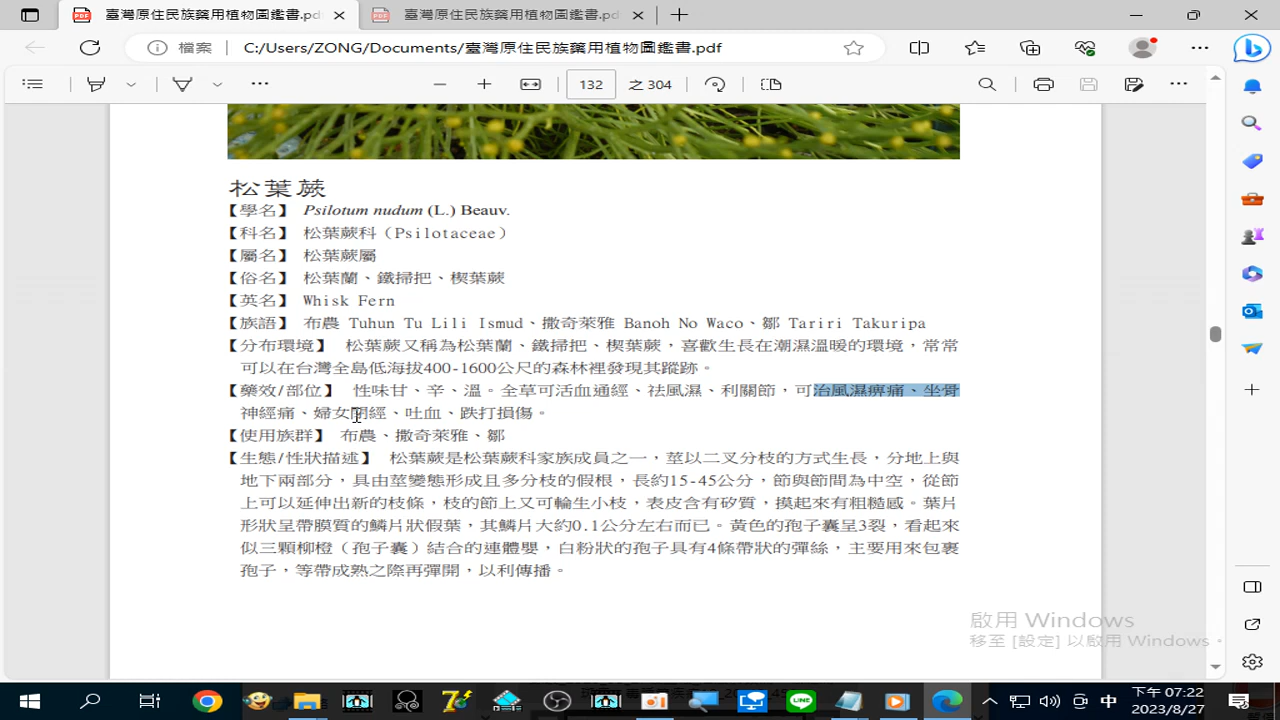 臺灣原住民族藥用植物圖鑑書.pdf
臺灣原住民族藥用植物圖鑑書.pdf
檔案 C:/Users/ZONG/Documents/臺灣原住民族藥用植物圖鑑書.pdf
132 之 304
松葉蕨
【學名】 Psilotum nudum (L.) Beauv.
【科名】 松葉蕨科（Psilotaceae）
【屬名】 松葉蕨屬
【俗名】 松葉蘭、鐵掃把、楔葉蕨
【英名】 Whisk Fern
【族語】 布農 Tuhun Tu Lili Ismud、撒奇萊雅 Banoh No Waco、鄒 Tariri Takuripa
【分布環境】 松葉蕨又稱為松葉蘭、鐵掃把、楔葉蕨，喜歡生長在潮濕溫暖的環境，常常
可以在台灣全島低海拔400-1600公尺的森林裡發現其蹤跡。
【藥效/部位】 性味甘、辛、溫。全草可活血通經、祛風濕、利關節，可治風濕痹痛、坐骨
神經痛、婦女閉經、吐血、跌打損傷。
【使用族群】 布農、撒奇萊雅、鄒
【生態/性狀描述】 松葉蕨是松葉蕨科家族成員之一，莖以二叉分枝的方式生長，分地上與
地下兩部分，具由莖變態形成且多分枝的假根，長約15-45公分，節與節間為中空，從節
上可以延伸出新的枝條，枝的節上又可輪生小枝，表皮含有矽質，摸起來有粗糙感。葉片
形狀呈帶膜質的鱗片狀假葉，其鱗片大約0.1公分左右而已。黃色的孢子囊呈3裂，看起來
似三顆柳橙（孢子囊）結合的連體嬰，白粉狀的孢子具有4條帶狀的彈絲，主要用來包裹
孢子，等帶成熟之際再彈開，以利傳播。
啟用 Windows
移至 [設定] 以啟用 Windows。
中
下午 07:22
2023/8/27